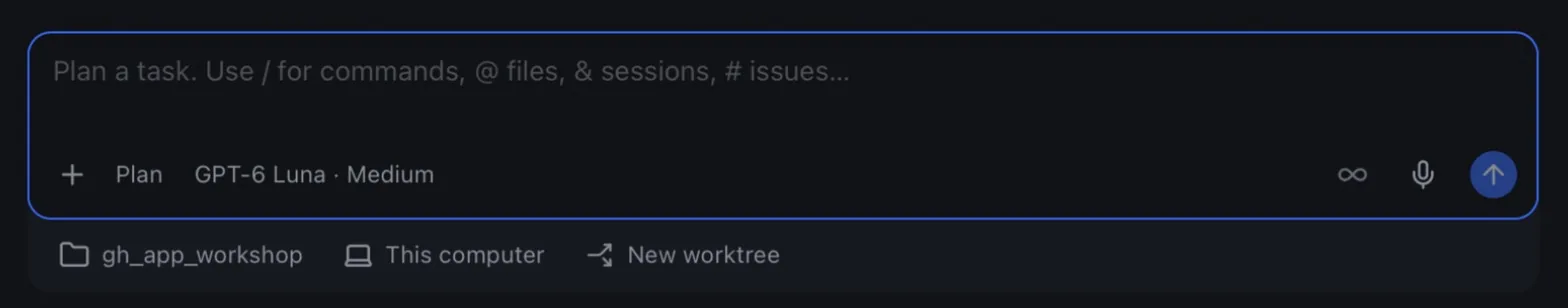 Plan a task. Use / for commands, @ files, & sessions, # issues...
Plan GPT-6 Luna · Medium
gh_app_workshop This computer New worktree